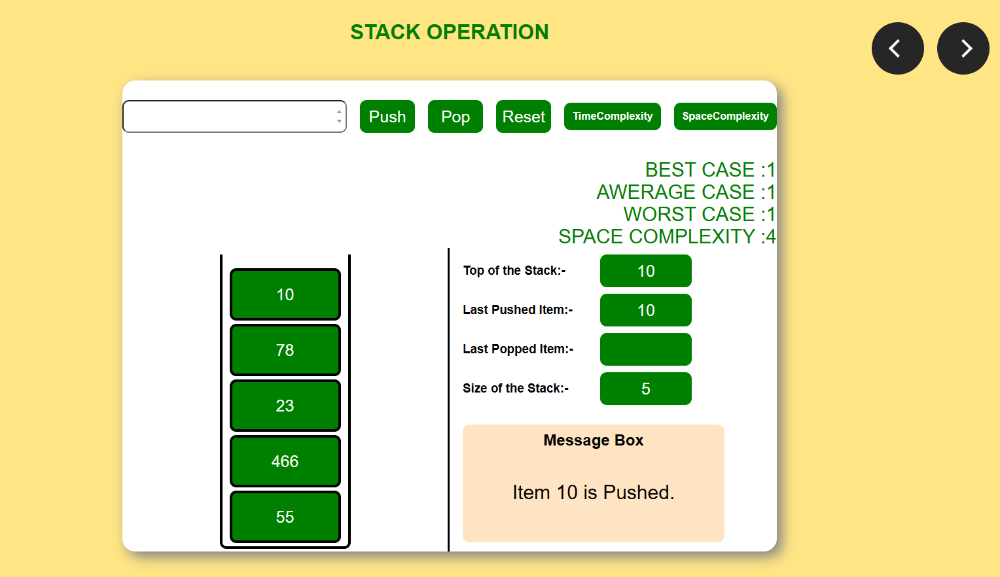 STACK OPERATION
Push Pop Reset TimeComplexity SpaceComplexity
BEST CASE :1
AWERAGE CASE :1
WORST CASE :1
SPACE COMPLEXITY :4
10
78
23
466
55
Top of the Stack:- 10
Last Pushed Item:- 10
Last Popped Item:-
Size of the Stack:- 5
Message Box
Item 10 is Pushed.